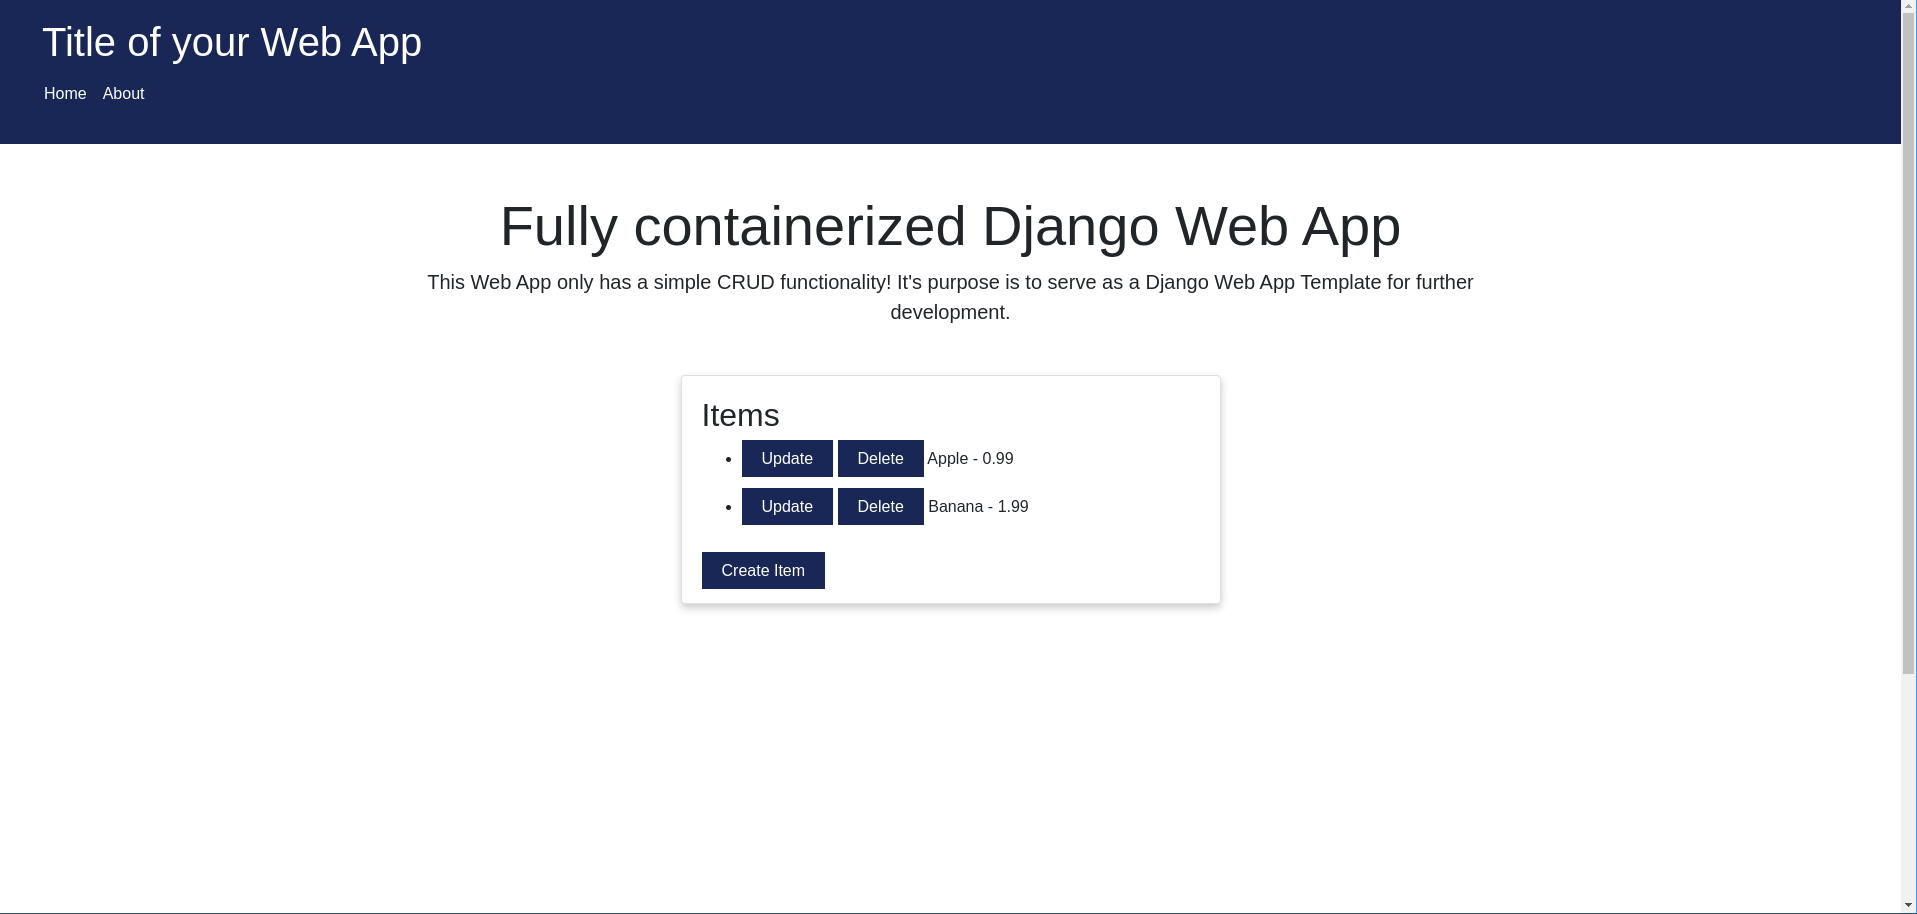 Title of your Web App
Home About
Fully containerized Django Web App
This Web App only has a simple CRUD functionality! It's purpose is to serve as a Django Web App Template for further
development.
Items
Update Delete Apple - 0.99
Update Delete Banana - 1.99
Create Item